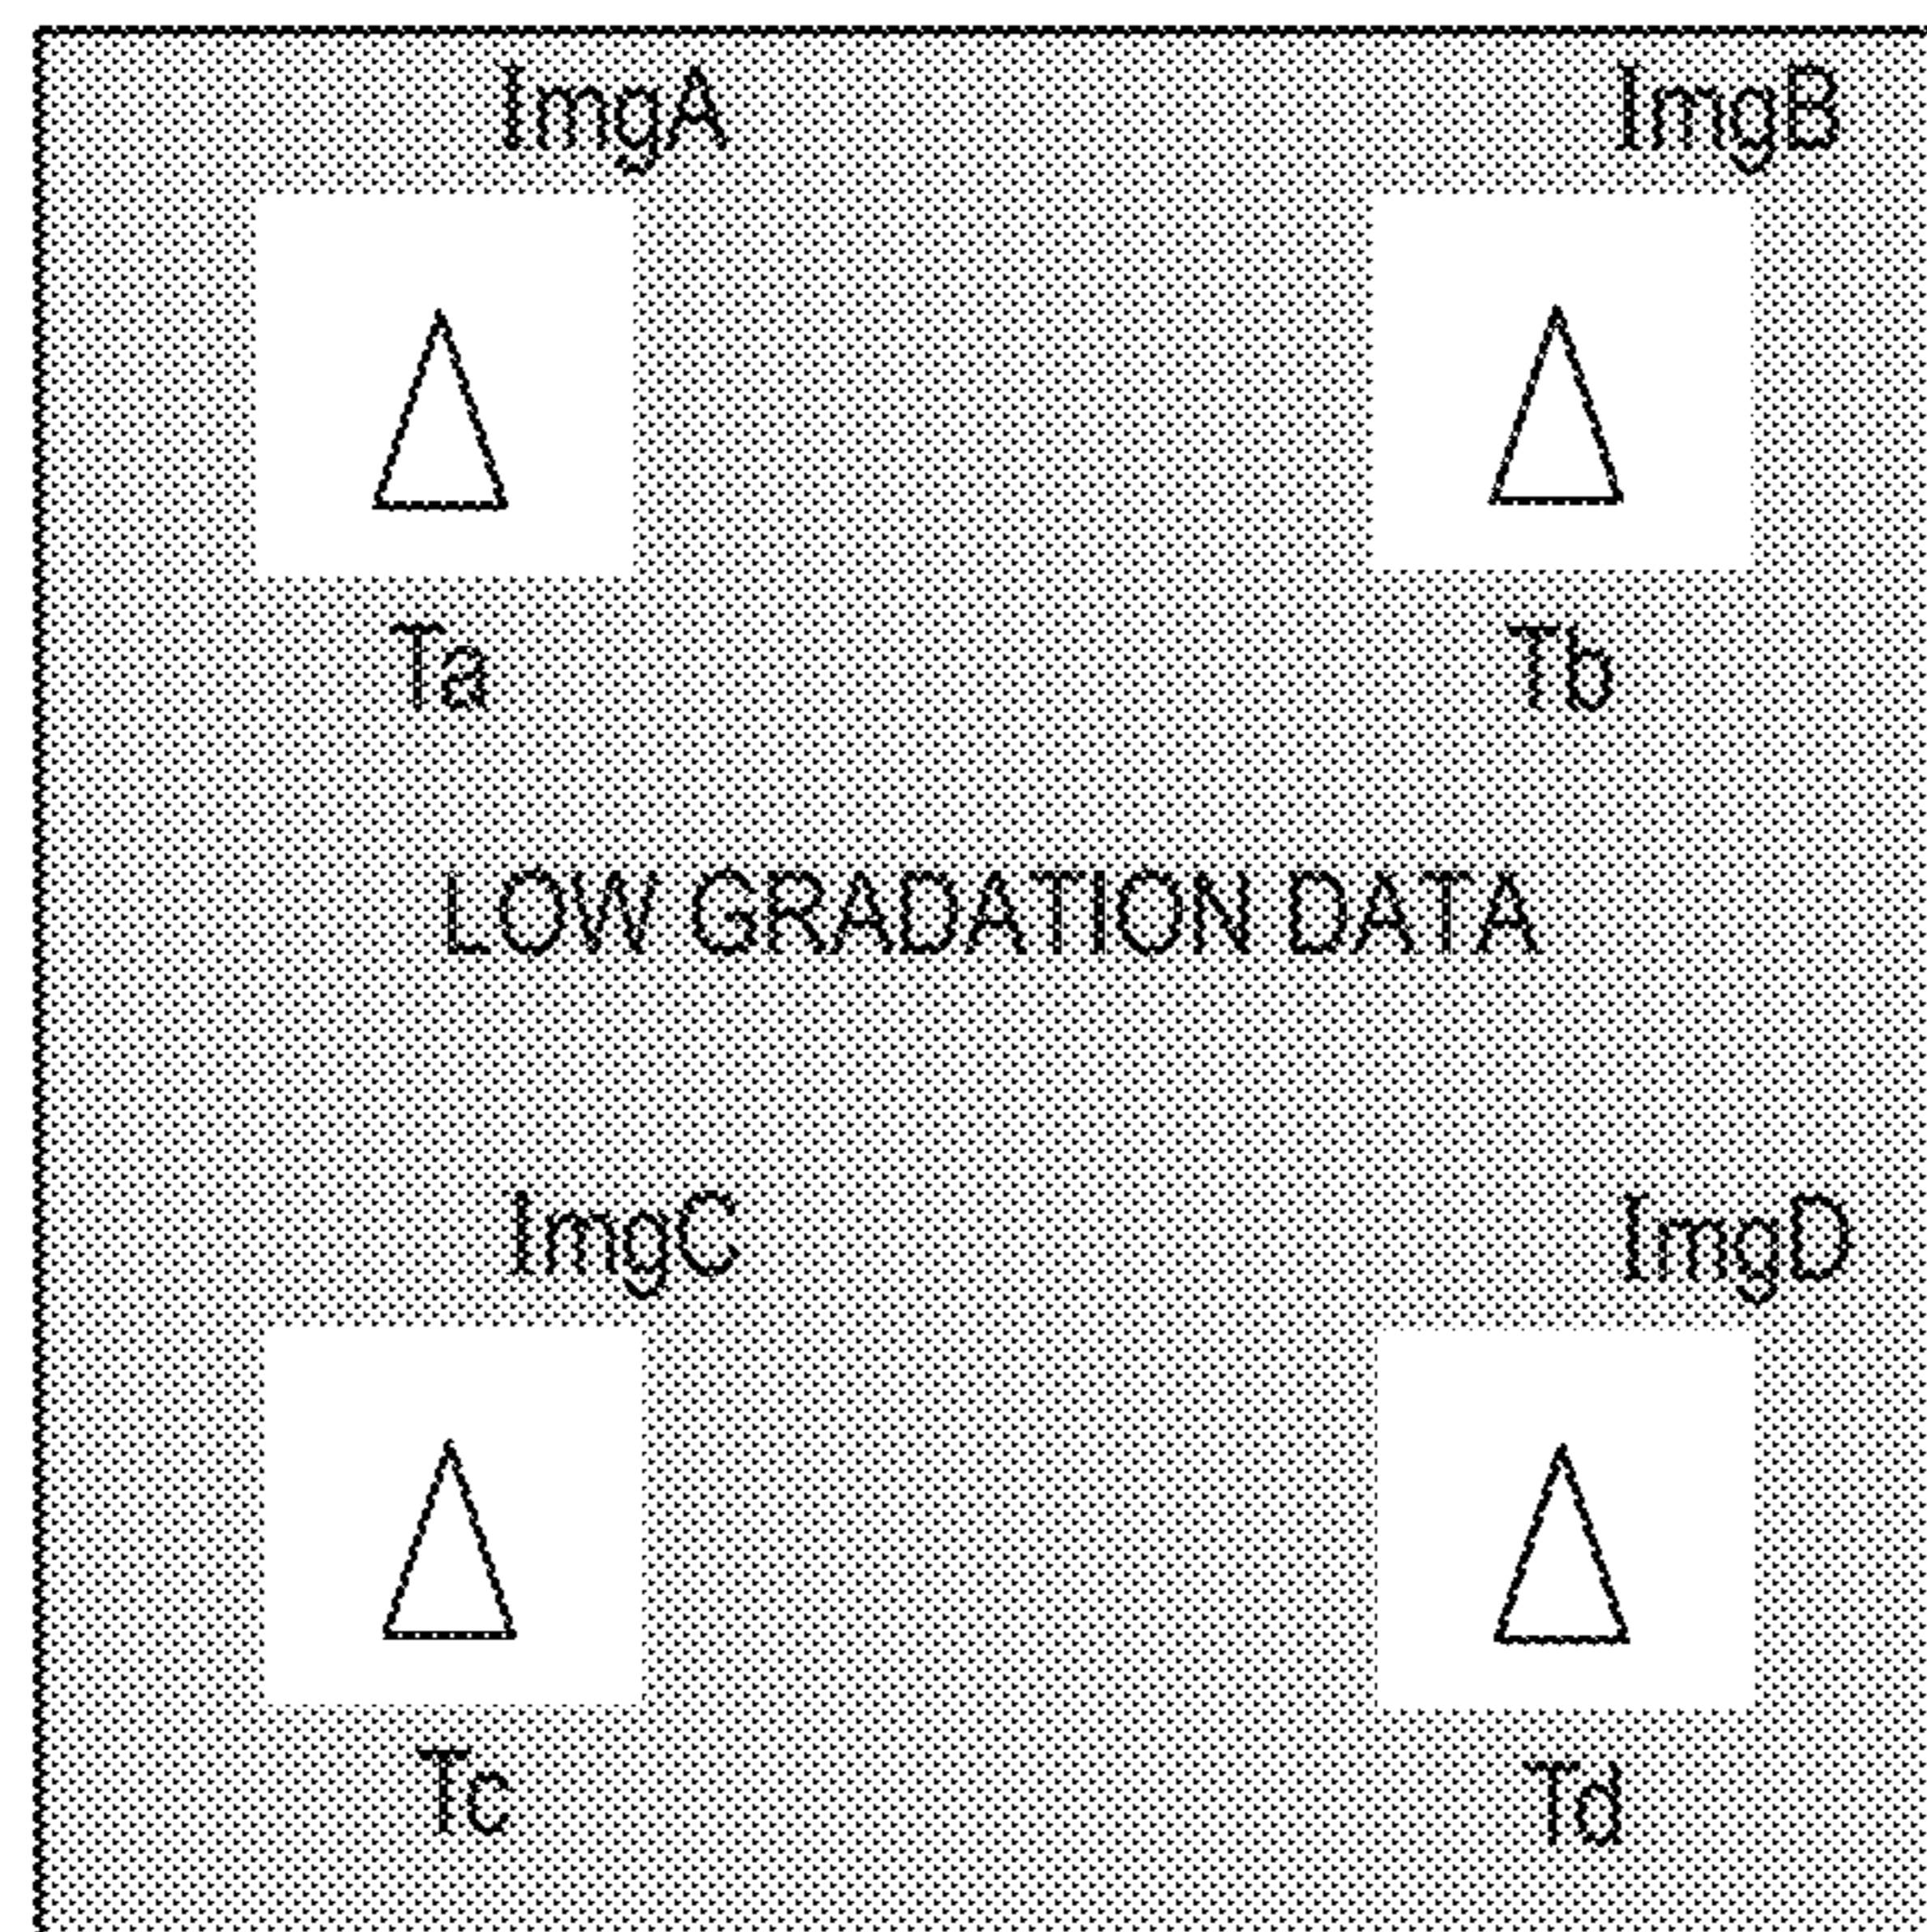 ImgA ImgB
Ta Tb
LOW GRADATION DATA
ImgC ImgD
Tc Td